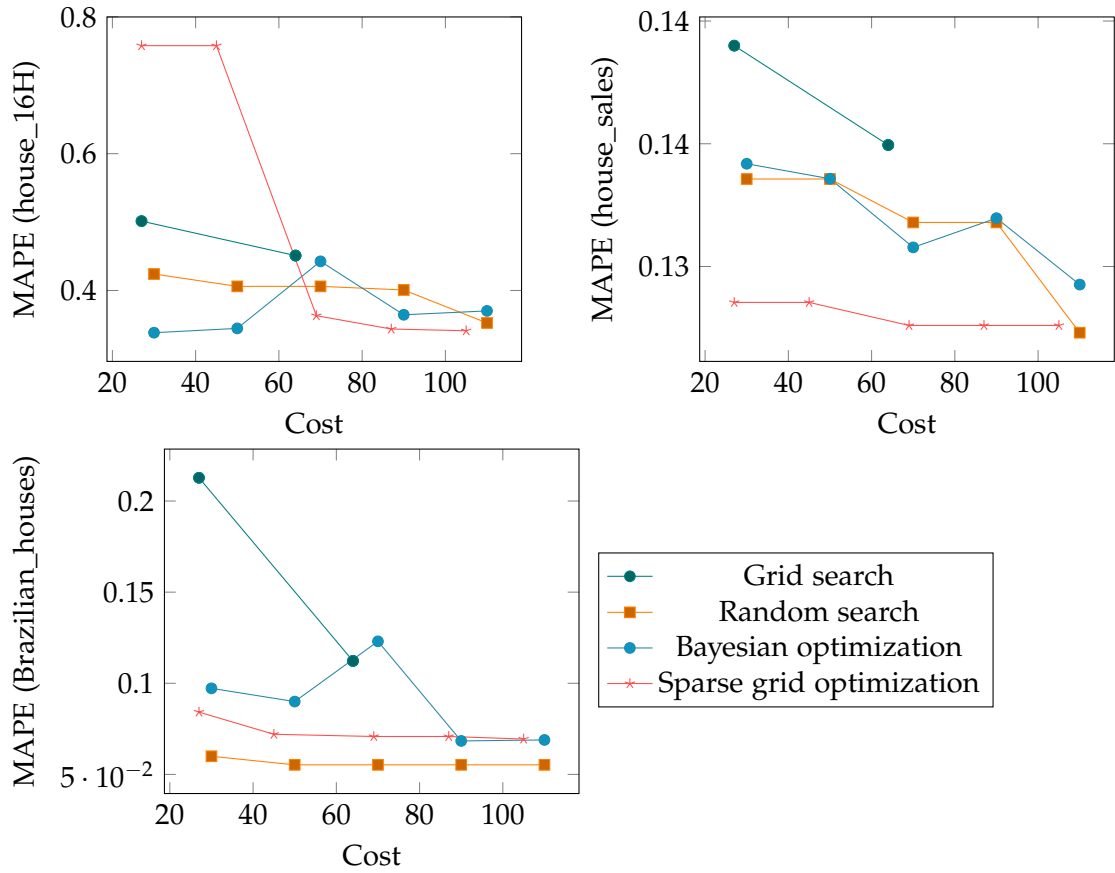 0.8
0.6
0.4
20 40 60 80 100
Cost
MAPE (house_16H)
0.14
0.14
0.13
20 40 60 80 100
Cost
MAPE (house_sales)
0.2
0.15
0.1
5 · 10⁻²
20 40 60 80 100
Cost
MAPE (Brazilian_houses)
Grid search
Random search
Bayesian optimization
Sparse grid optimization